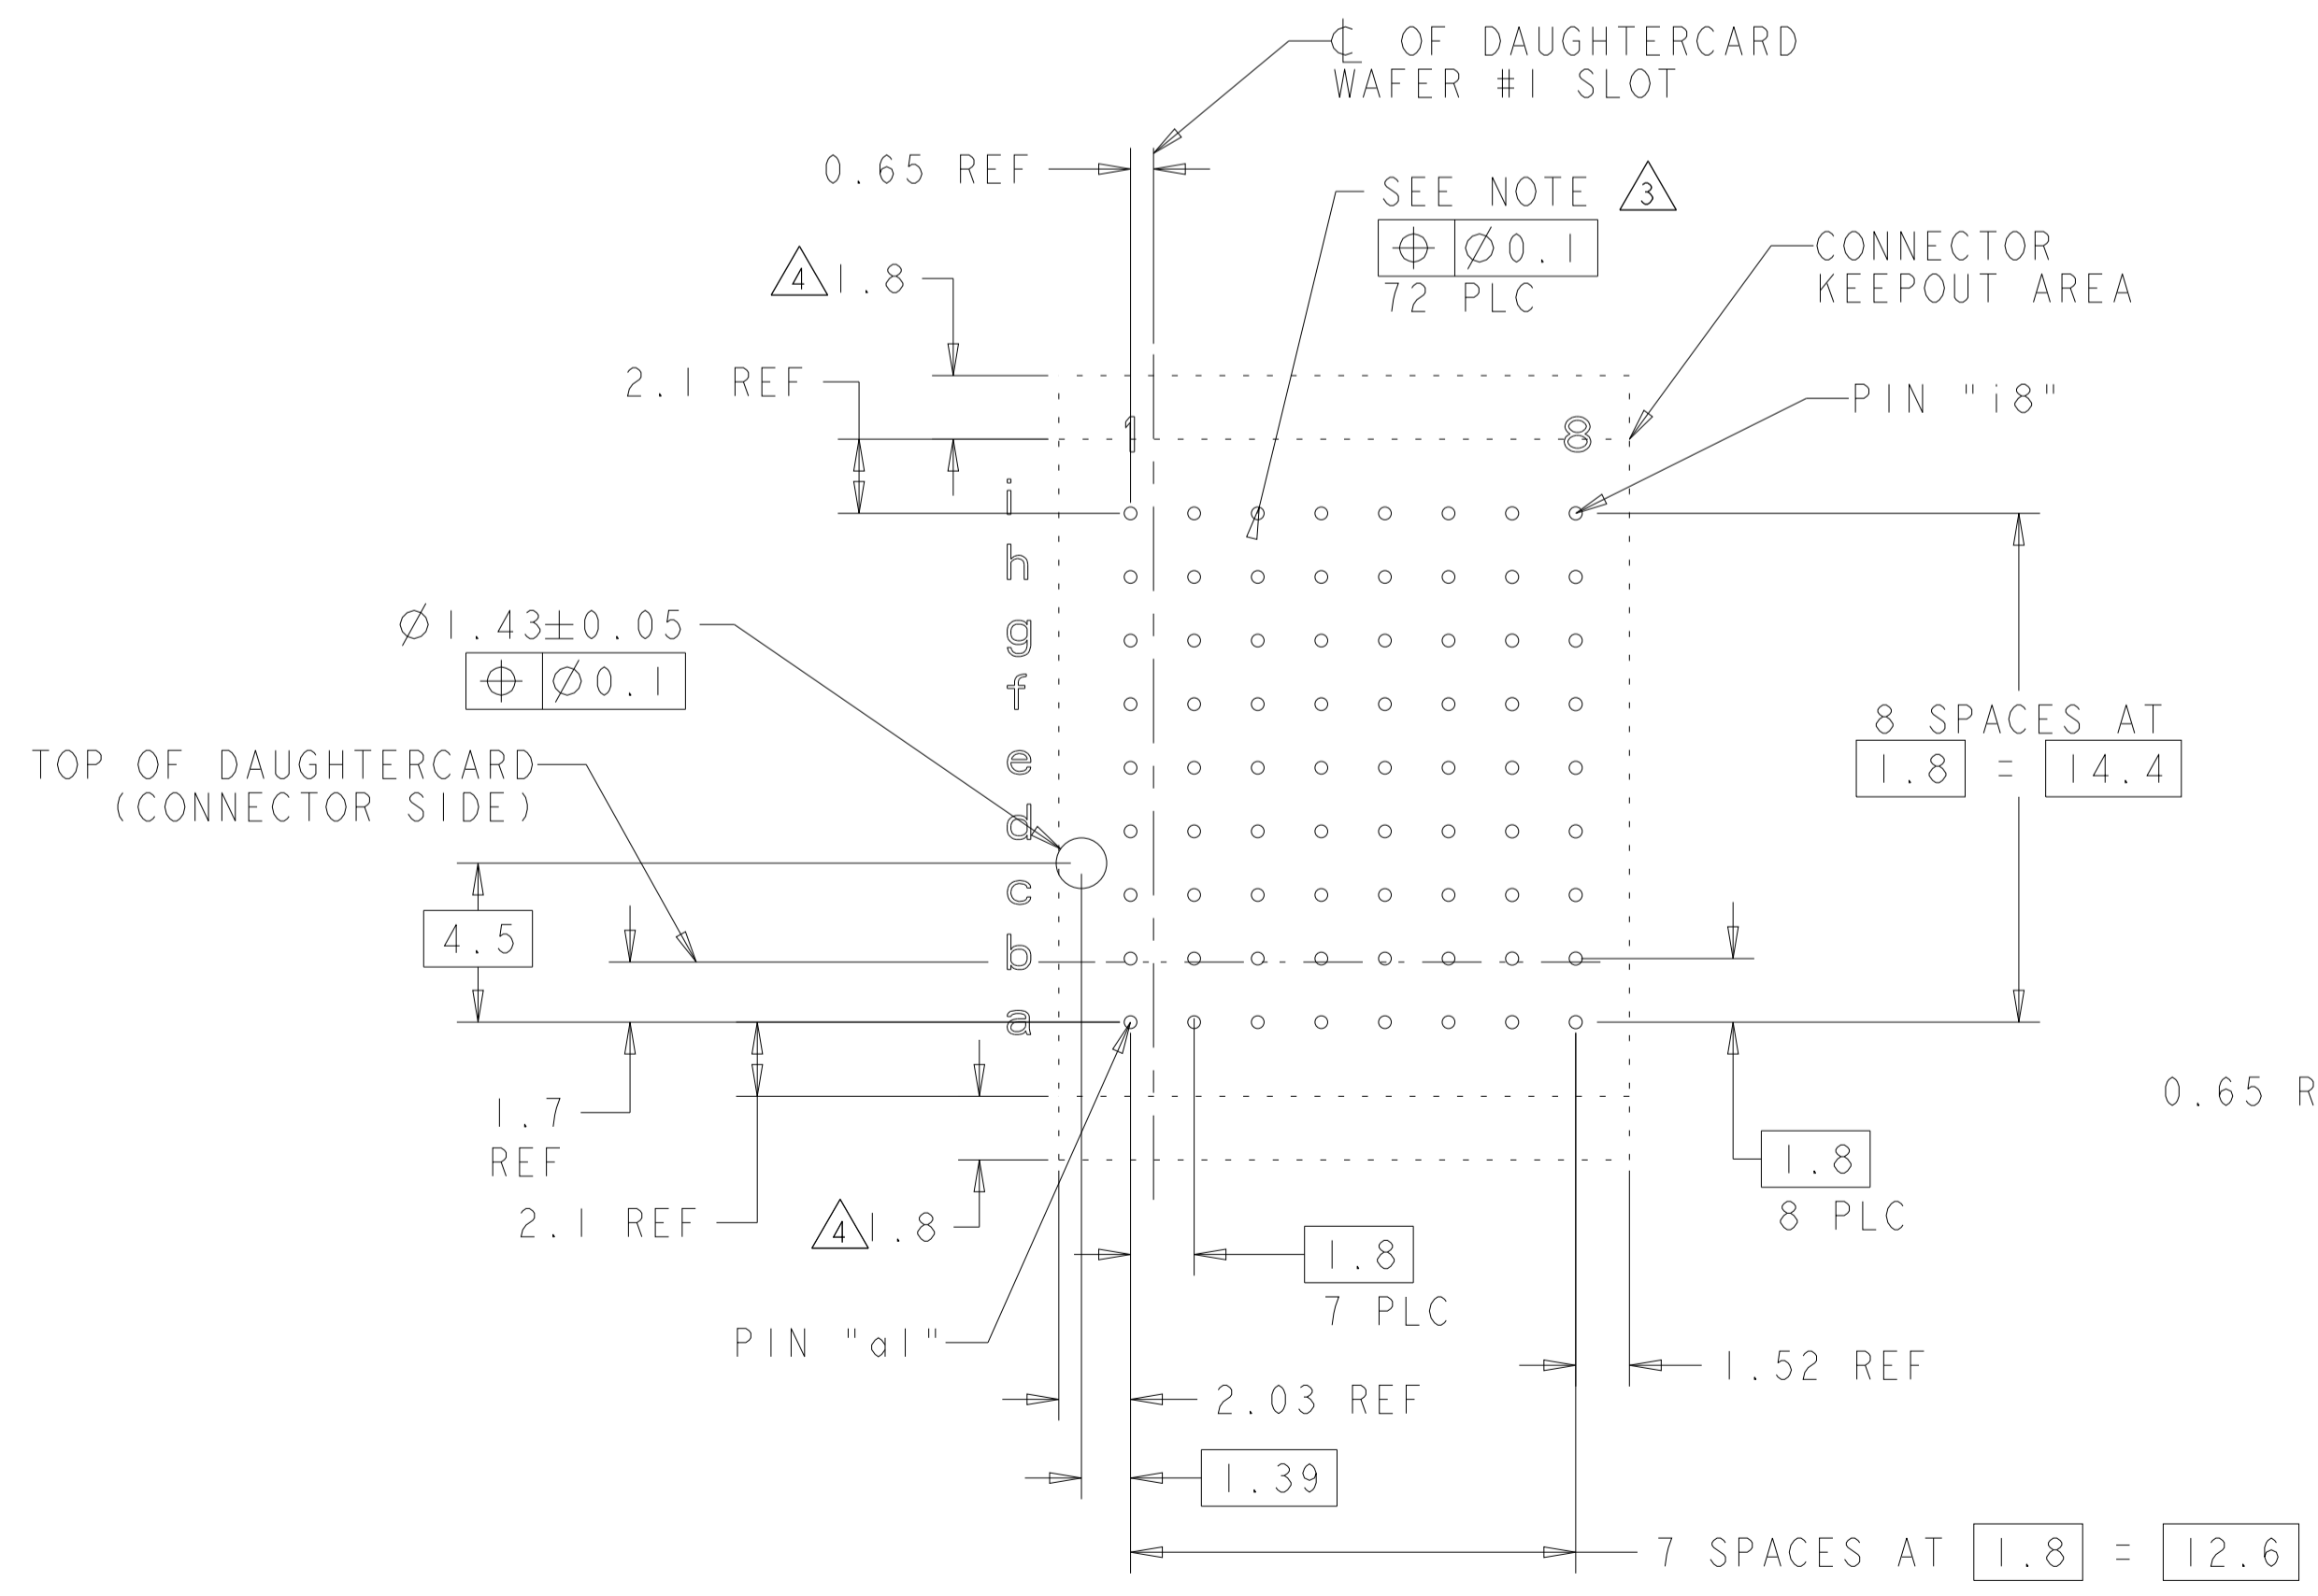 ℄ OF DAUGHTERCARD
WAFER #1 SLOT
0.65 REF
SEE NOTE 3
⌖ ⌀0.1
72 PLC
CONNECTOR
KEEPOUT AREA
4 1.8
2.1 REF
PIN "i8"
1 8
i
h
g
f
e
d
c
b
a
⌀1.43±0.05
⌖ ⌀0.1
TOP OF DAUGHTERCARD
(CONNECTOR SIDE)
8 SPACES AT
1.8 = 14.4
4.5
1.7
REF
2.1 REF
4 1.8
0.65 R
1.8
8 PLC
1.8
7 PLC
PIN "a1"
1.52 REF
2.03 REF
1.39
7 SPACES AT 1.8 = 12.6